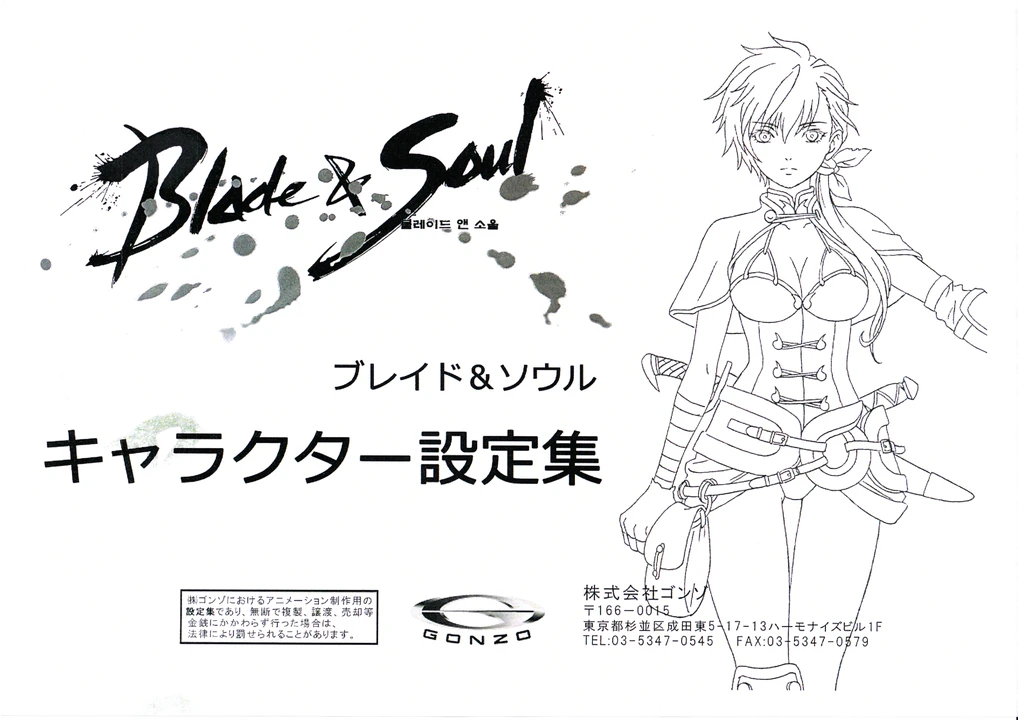 Blade & Soul
블레이드 앤 소울
ブレイド＆ソウル
キャラクター設定集
㈱ゴンゾにおけるアニメーション制作用の
設定集であり、無断で複製、譲渡、売却等
金銭にかかわらず行った場合は、
法律により罰せられることがあります。
GONZO
株式会社ゴンゾ
〒166－0015
東京都杉並区成田東5-17-13ハーモナイズビル1F
TEL:03-5347-0545　FAX:03-5347-0579